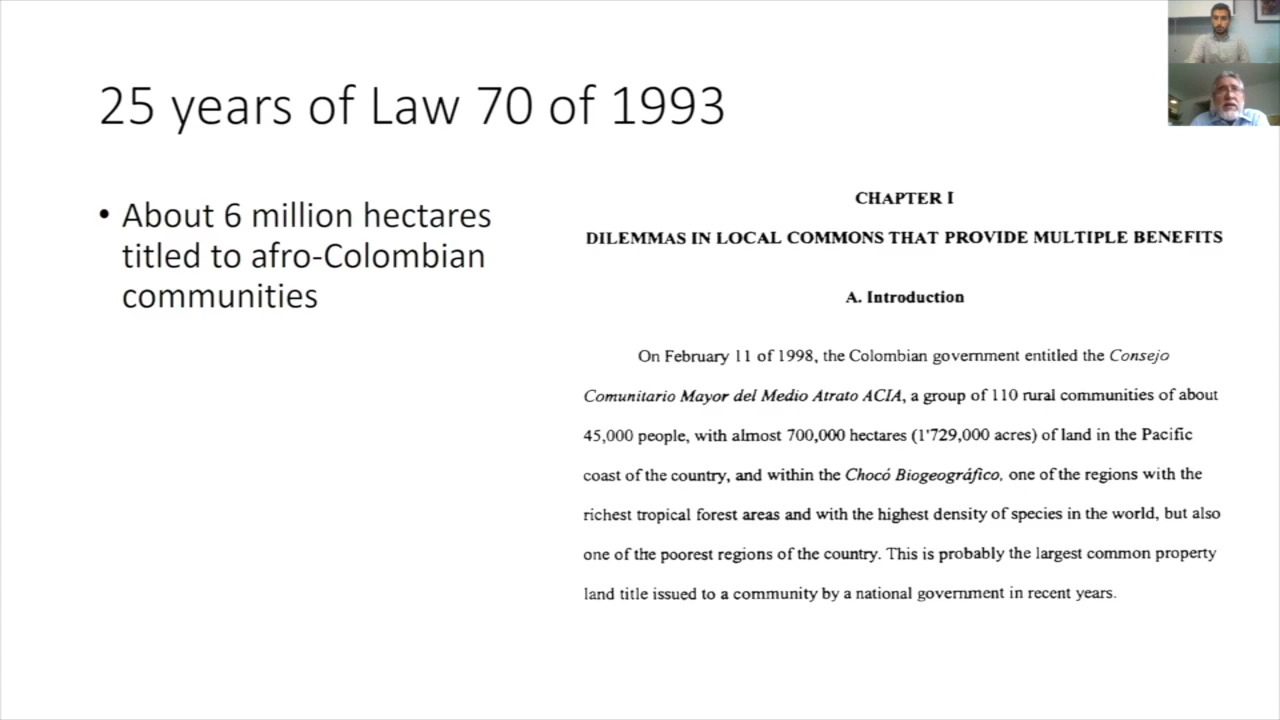 25 years of Law 70 of 1993
• About 6 million hectares
titled to afro-Colombian
communities
CHAPTER I
DILEMMAS IN LOCAL COMMONS THAT PROVIDE MULTIPLE BENEFITS
A. Introduction
On February 11 of 1998, the Colombian government entitled the Consejo
Comunitario Mayor del Medio Atrato ACIA, a group of 110 rural communities of about
45,000 people, with almost 700,000 hectares (1'729,000 acres) of land in the Pacific
coast of the country, and within the Chocó Biogeográfico, one of the regions with the
richest tropical forest areas and with the highest density of species in the world, but also
one of the poorest regions of the country. This is probably the largest common property
land title issued to a community by a national government in recent years.